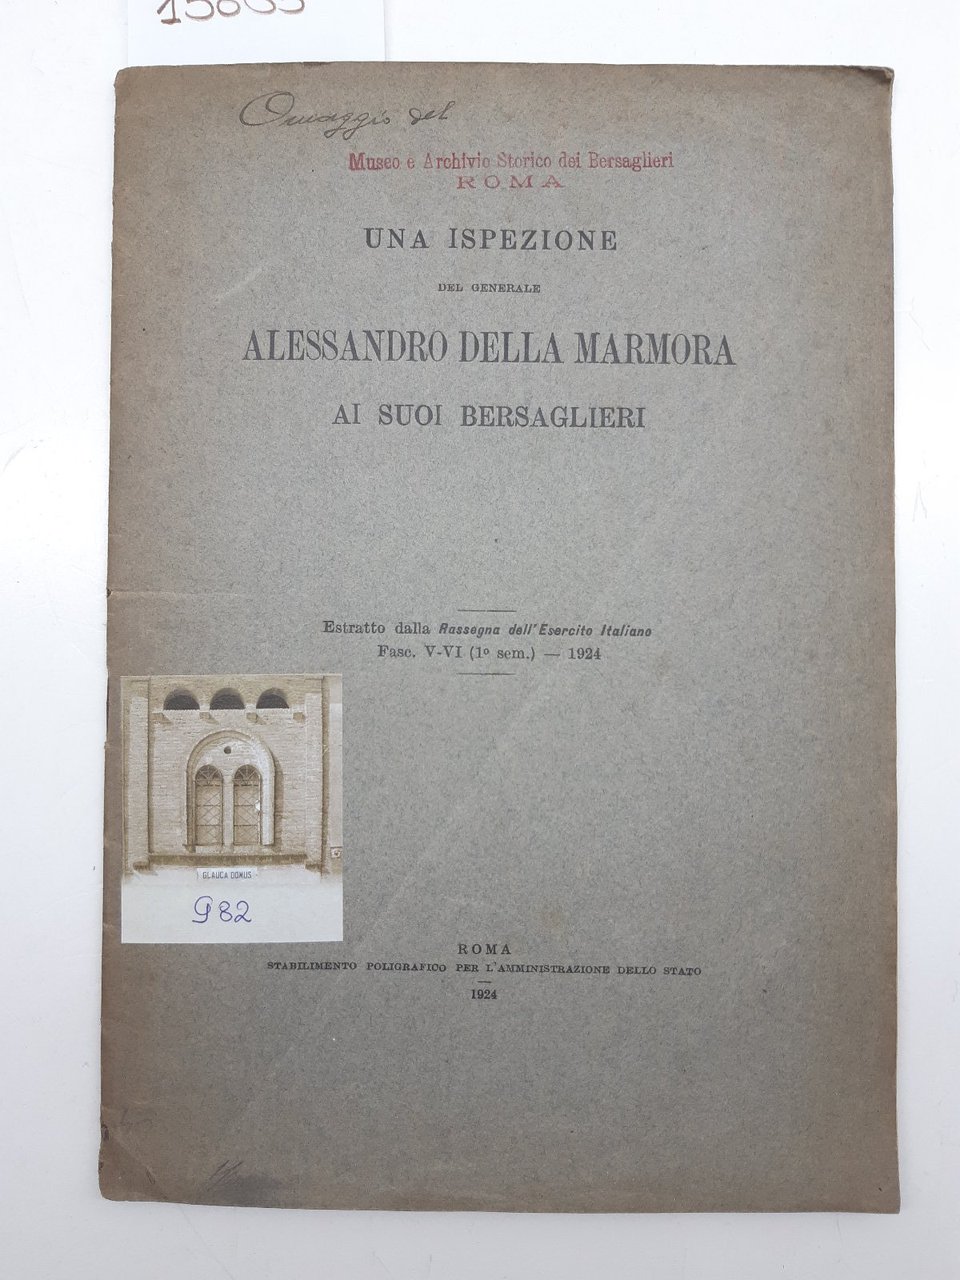 Omaggio del
Museo e Archivio Storico dei Bersaglieri
ROMA
UNA ISPEZIONE
DEL GENERALE
ALESSANDRO DELLA MARMORA
AI SUOI BERSAGLIERI
Estratto dalla Rassegna dell'Esercito Italiano
Fasc. V-VI (1º sem.) — 1924
GLAUCA DOMUS
982
ROMA
STABILIMENTO POLIGRAFICO PER L'AMMINISTRAZIONE DELLO STATO
1924